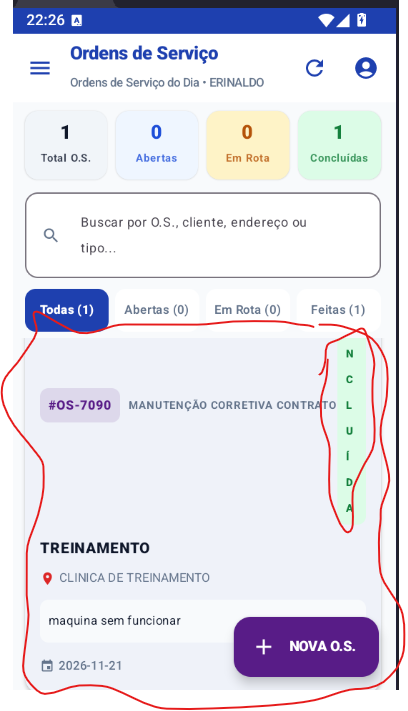 22:26
Ordens de Serviço
Ordens de Serviço do Dia • ERINALDO
1
Total O.S.
0
Abertas
0
Em Rota
1
Concluídas
Buscar por O.S., cliente, endereço ou
tipo...
Todas (1)
Abertas (0)
Em Rota (0)
Feitas (1)
#OS-7090
MANUTENÇÃO CORRETIVA CONTRATO
N
C
L
U
Í
D
A
TREINAMENTO
CLINICA DE TREINAMENTO
maquina sem funcionar
2026-11-21
NOVA O.S.